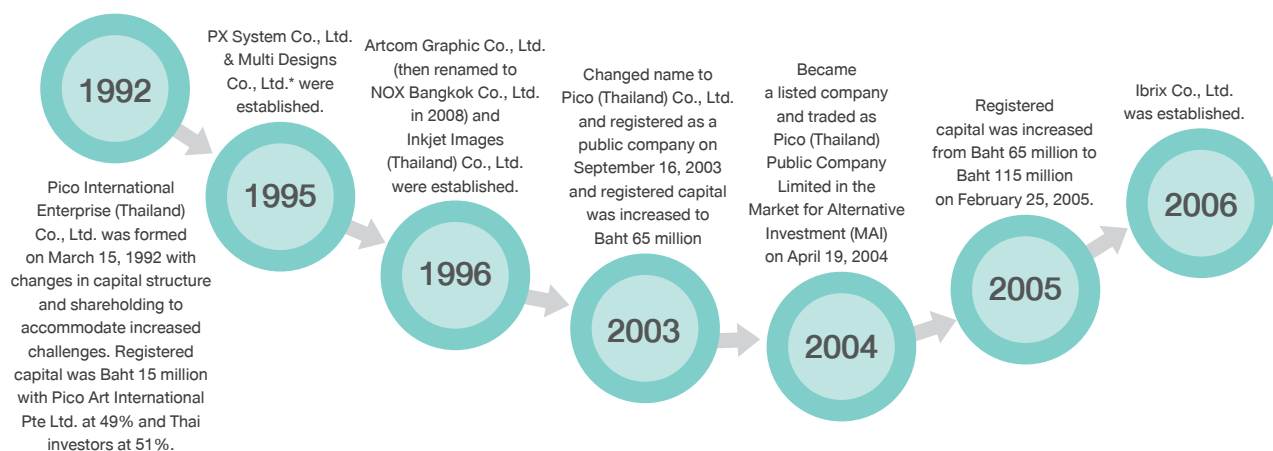 1992
Pico International
Enterprise (Thailand)
Co., Ltd. was formed
on March 15, 1992 with
changes in capital structure
and shareholding to
accommodate increased
challenges. Registered
capital was Baht 15 million
with Pico Art International
Pte Ltd. at 49% and Thai
investors at 51%.
PX System Co., Ltd.
& Multi Designs
Co., Ltd.* were
established.
1995
Artcom Graphic Co., Ltd.
(then renamed to
NOX Bangkok Co., Ltd.
in 2008) and
Inkjet Images
(Thailand) Co., Ltd.
were established.
1996
Changed name to
Pico (Thailand) Co., Ltd.
and registered as a
public company on
September 16, 2003
and registered capital
was increased to
Baht 65 million
2003
Became
a listed company
and traded as
Pico (Thailand)
Public Company
Limited in the
Market for Alternative
Investment (MAI)
on April 19, 2004
2004
Registered
capital was increased
from Baht 65 million to
Baht 115 million
on February 25, 2005.
2005
Ibrix Co., Ltd.
was established.
2006